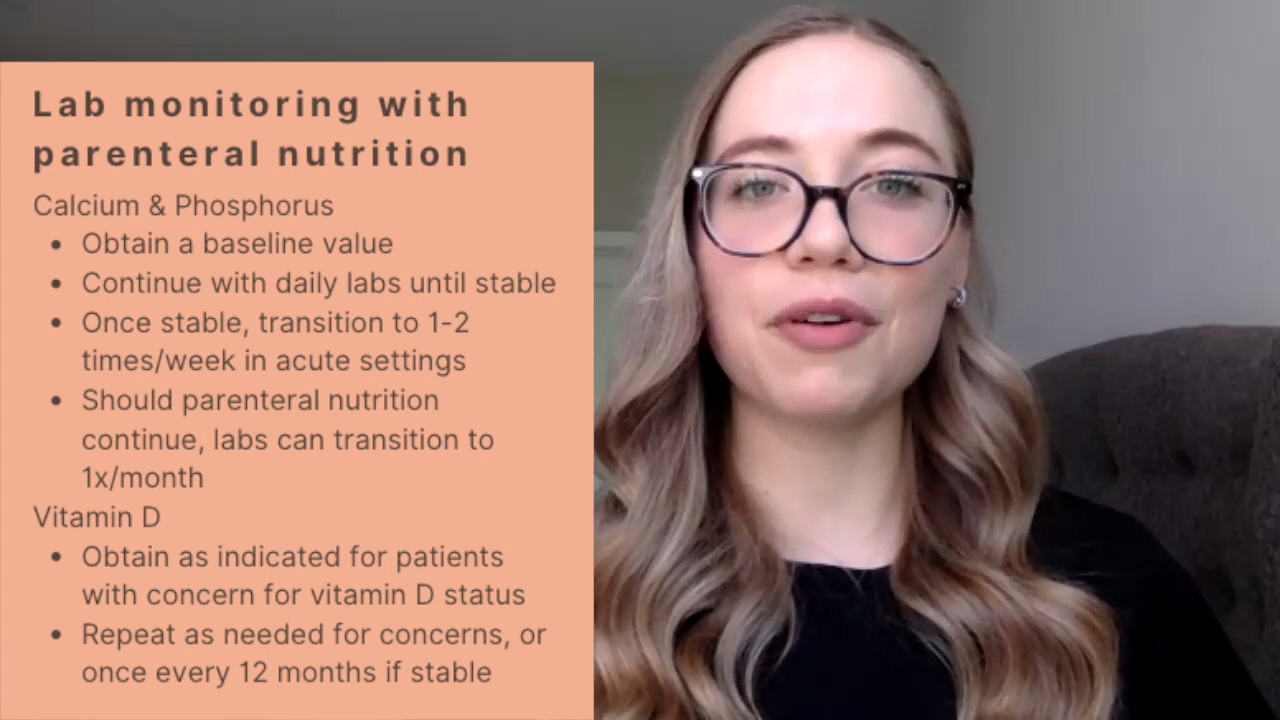 Lab monitoring with
parenteral nutrition
Calcium & Phosphorus
• Obtain a baseline value
• Continue with daily labs until stable
• Once stable, transition to 1-2
times/week in acute settings
• Should parenteral nutrition
continue, labs can transition to
1x/month
Vitamin D
• Obtain as indicated for patients
with concern for vitamin D status
• Repeat as needed for concerns, or
once every 12 months if stable